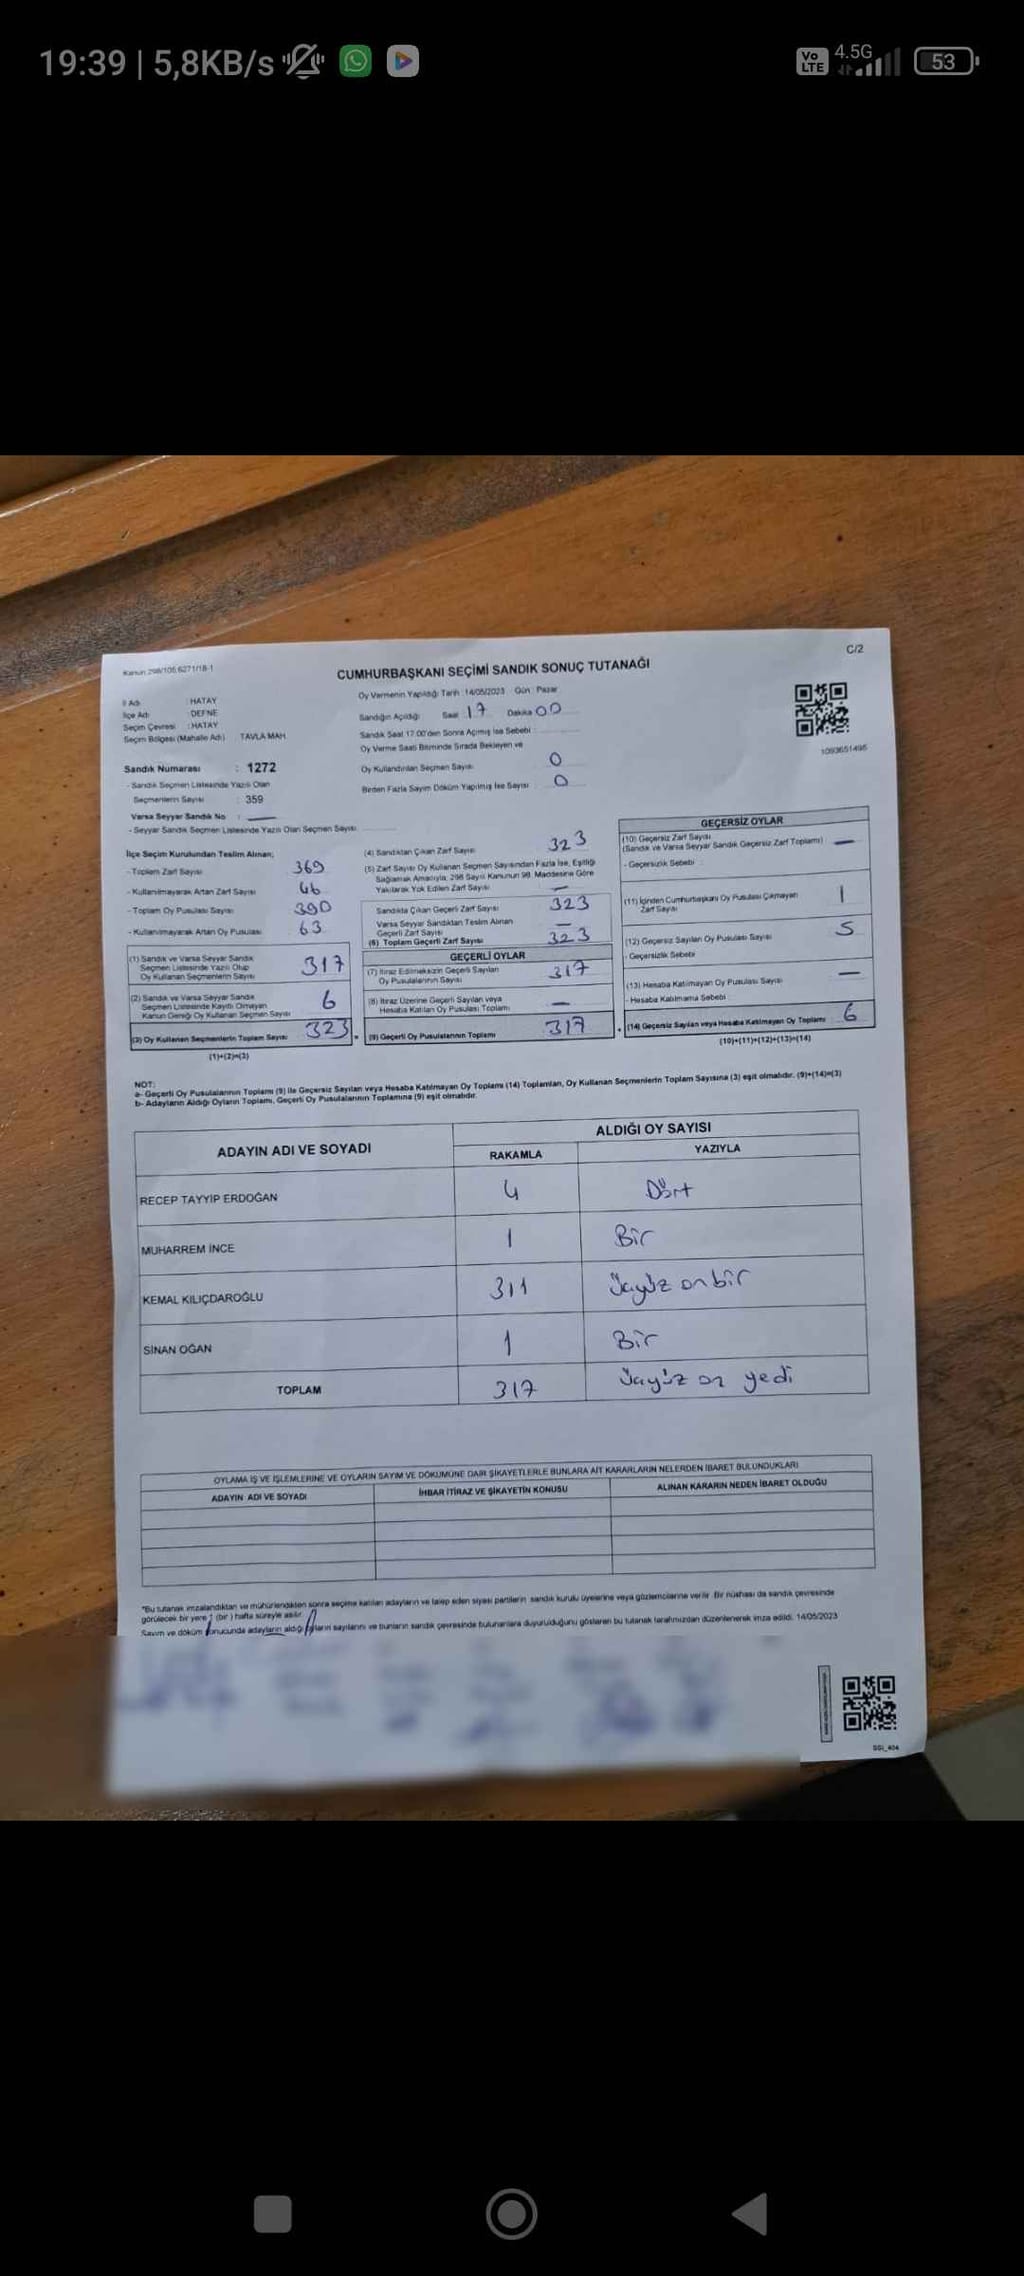 19:39 | 5,8KB/s
Vo LTE 4.5G 53
C/2
Kanun 298/105 6271/18-1
CUMHURBAŞKANI SEÇİMİ SANDIK SONUÇ TUTANAĞI
İl Adı : HATAY
İlçe Adı : DEFNE
Seçim Çevresi : HATAY
Seçim Bölgesi (Mahalle Adı) TAVLA MAH.
Sandık Numarası : 1272
- Sandık Seçmen Listesinde Yazılı Olan
Seçmenlerin Sayısı : 359
Varsa Seyyar Sandık No : —
- Seyyar Sandık Seçmen Listesinde Yazılı Olan Seçmen Sayısı
Oy Vermenin Yapıldığı Tarih : 14/05/2023 Gün : Pazar
Sandığın Açıldığı Saat 17 Dakika 00
Sandık Saat 17:00'den Sonra Açılmış İse Sebebi :
Oy Verme Saati Bitiminde Sırada Bekleyen ve
Oy Kullandırılan Seçmen Sayısı 0
Birden Fazla Sayım Döküm Yapılmış İse Sayısı 0
1093651495
İlçe Seçim Kurulundan Teslim Alınan;
- Toplam Zarf Sayısı 369
- Kullanılmayarak Artan Zarf Sayısı 46
- Toplam Oy Pusulası Sayısı 390
- Kullanılmayarak Artan Oy Pusulası 63
(1) Sandık ve Varsa Seyyar Sandık
Seçmen Listesinde Yazılı Olup
Oy Kullanan Seçmenlerin Sayısı 317
(2) Sandık ve Varsa Seyyar Sandık
Seçmen Listesinde Kayıtlı Olmayan
Kanun Gereği Oy Kullanan Seçmen Sayısı 6
(3) Oy Kullanan Seçmenlerin Toplam Sayısı 323
(1)+(2)=(3)
(4) Sandıktan Çıkan Zarf Sayısı 323
(5) Zarf Sayısı Oy Kullanan Seçmen Sayısından Fazla İse, Eşitliği
Sağlamak Amacıyla, 298 Sayılı Kanunun 98. Maddesine Göre
Yakılarak Yok Edilen Zarf Sayısı —
Sandıkta Çıkan Geçerli Zarf Sayısı 323
Varsa Seyyar Sandıktan Teslim Alınan
Geçerli Zarf Sayısı —
(6) Toplam Geçerli Zarf Sayısı 323
GEÇERLİ OYLAR
(7) İtiraz Edilmeksizin Geçerli Sayılan
Oy Pusulalarının Sayısı 317
(8) İtiraz Üzerine Geçerli Sayılan veya
Hesaba Katılan Oy Pusulası Toplamı —
(9) Geçerli Oy Pusulalarının Toplamı 317
GEÇERSİZ OYLAR
(10) Geçersiz Zarf Sayısı
(Sandık ve Varsa Seyyar Sandık Geçersiz Zarf Toplamı) —
- Geçersizlik Sebebi :
(11) İçinden Cumhurbaşkanı Oy Pusulası Çıkmayan
Zarf Sayısı 1
(12) Geçersiz Sayılan Oy Pusulası Sayısı 5
- Geçersizlik Sebebi
(13) Hesaba Katılmayan Oy Pusulası Sayısı —
- Hesaba Katılmama Sebebi
(14) Geçersiz Sayılan veya Hesaba Katılmayan Oy Toplamı 6
(10)+(11)+(12)+(13)=(14)
NOT:
a- Geçerli Oy Pusulalarının Toplamı (9) ile Geçersiz Sayılan veya Hesaba Katılmayan Oy Toplamı (14) Toplamları, Oy Kullanan Seçmenlerin Toplam Sayısına (3) eşit olmalıdır. (9)+(14)=(3)
b- Adayların Aldığı Oyların Toplamı, Geçerli Oy Pusulalarının Toplamına (9) eşit olmalıdır.
ADAYIN ADI VE SOYADI ALDIĞI OY SAYISI
RAKAMLA YAZIYLA
RECEP TAYYIP ERDOĞAN 4 Dört
MUHARREM İNCE 1 Bir
KEMAL KILIÇDAROĞLU 311 Üçyüz on bir
SİNAN OĞAN 1 Bir
TOPLAM 317 Üçyüz on yedi
OYLAMA İŞ VE İŞLEMLERİNE VE OYLARIN SAYIM VE DÖKÜMÜNE DAİR ŞİKAYETLERLE BUNLARA AİT KARARLARIN NELERDEN İBARET BULUNDUKLARI
ADAYIN ADI VE SOYADI İHBAR İTİRAZ VE ŞİKAYETİN KONUSU ALINAN KARARIN NEDEN İBARET OLDUĞU
*Bu tutanak imzalandıktan ve mühürlendikten sonra seçime katılan adayların ve talep eden siyasi partilerin sandık kurulu üyelerine veya gözlemcilerine verilir. Bir nüshası da sandık çevresinde
görülecek bir yere 1 (bir) hafta süreyle asılır.
Sayım ve döküm sonucunda adayların aldığı oyların sayılarını ve bunların sandık çevresinde bulunanlara duyurulduğunu gösteren bu tutanak tarafımızdan düzenlenerek imza edildi. 14/05/2023